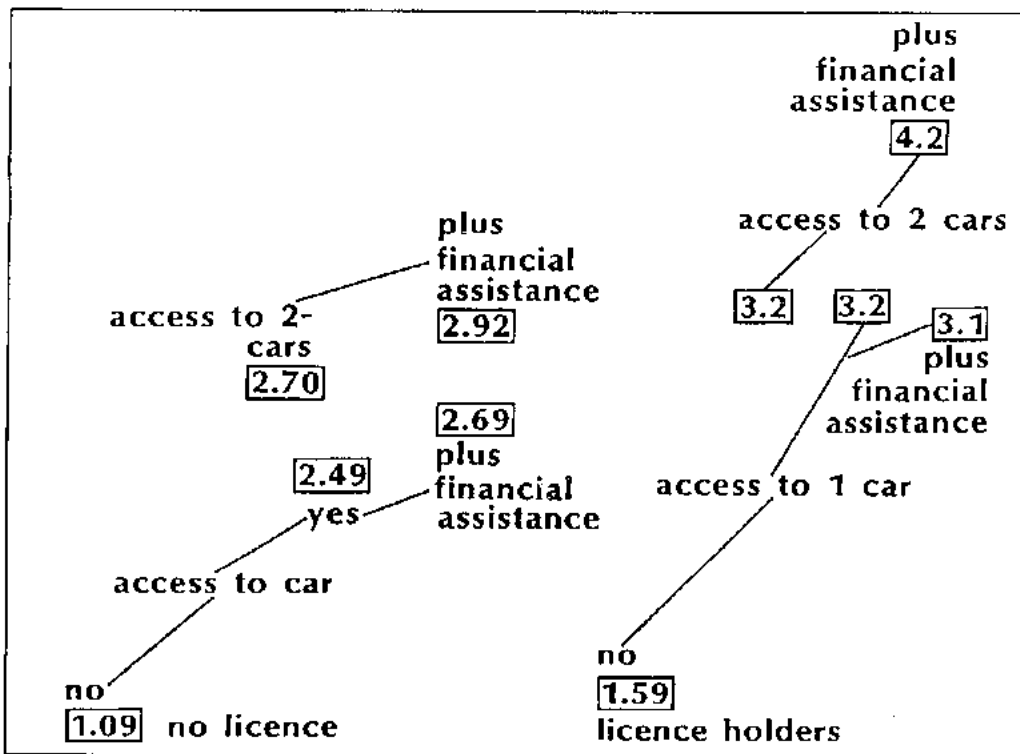 plus
financial
assistance
4.2
access to 2 cars
3.2
3.2
3.1
plus
financial
assistance
access to 1 car
no
1.59
licence holders
plus
financial
assistance
2.92
access to 2-
cars
2.70
2.69
plus
financial
assistance
2.49
yes
access to car
no
1.09 no licence